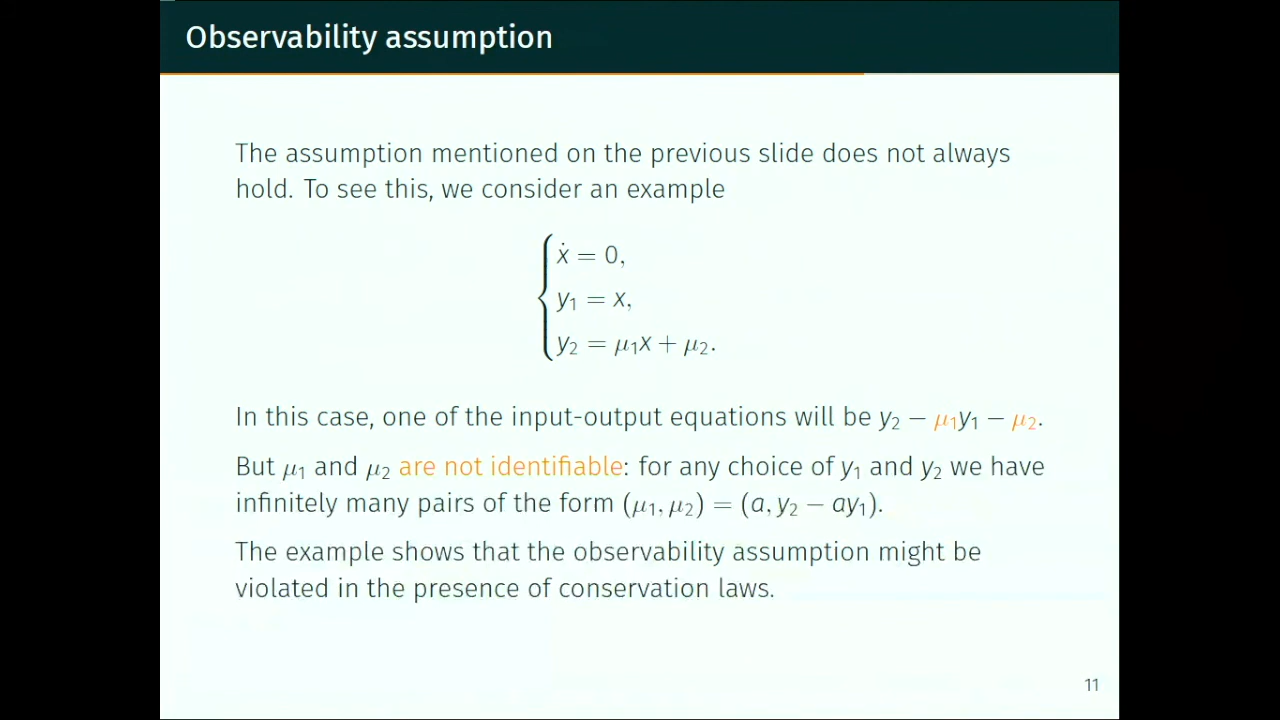 Observability assumption
The assumption mentioned on the previous slide does not always
hold. To see this, we consider an example
ẋ = 0,
y₁ = x,
y₂ = μ₁x + μ₂.
In this case, one of the input-output equations will be y₂ − μ₁y₁ − μ₂.
But μ₁ and μ₂ are not identifiable: for any choice of y₁ and y₂ we have
infinitely many pairs of the form (μ₁, μ₂) = (a, y₂ − ay₁).
The example shows that the observability assumption might be
violated in the presence of conservation laws.
11